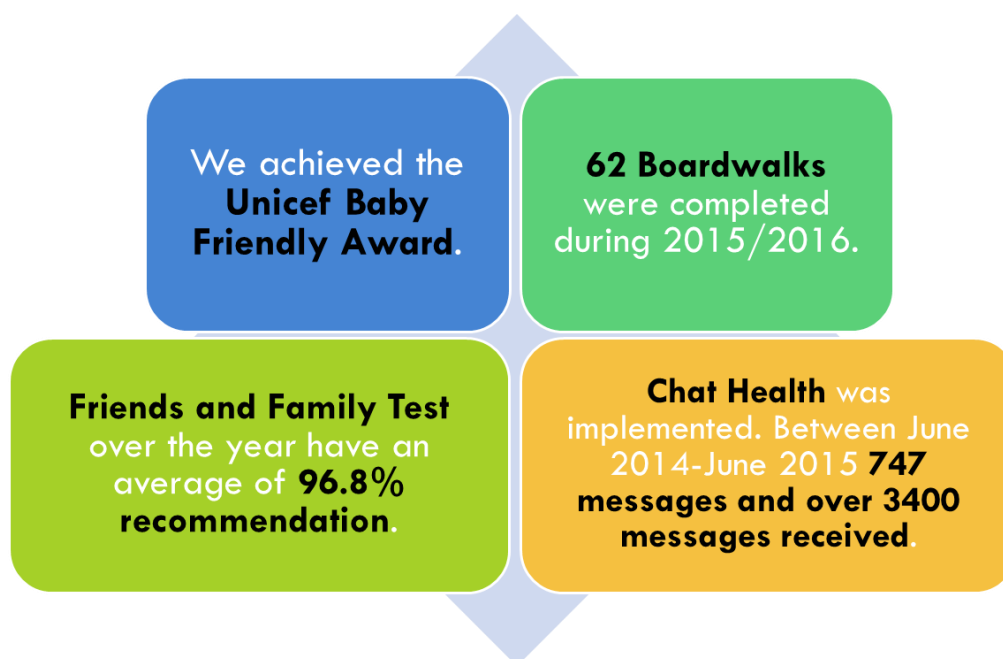 We achieved the
Unicef Baby
Friendly Award.
62 Boardwalks
were completed
during 2015/2016.
Friends and Family Test
over the year have an
average of 96.8%
recommendation.
Chat Health was
implemented. Between June
2014-June 2015 747
messages and over 3400
messages received.